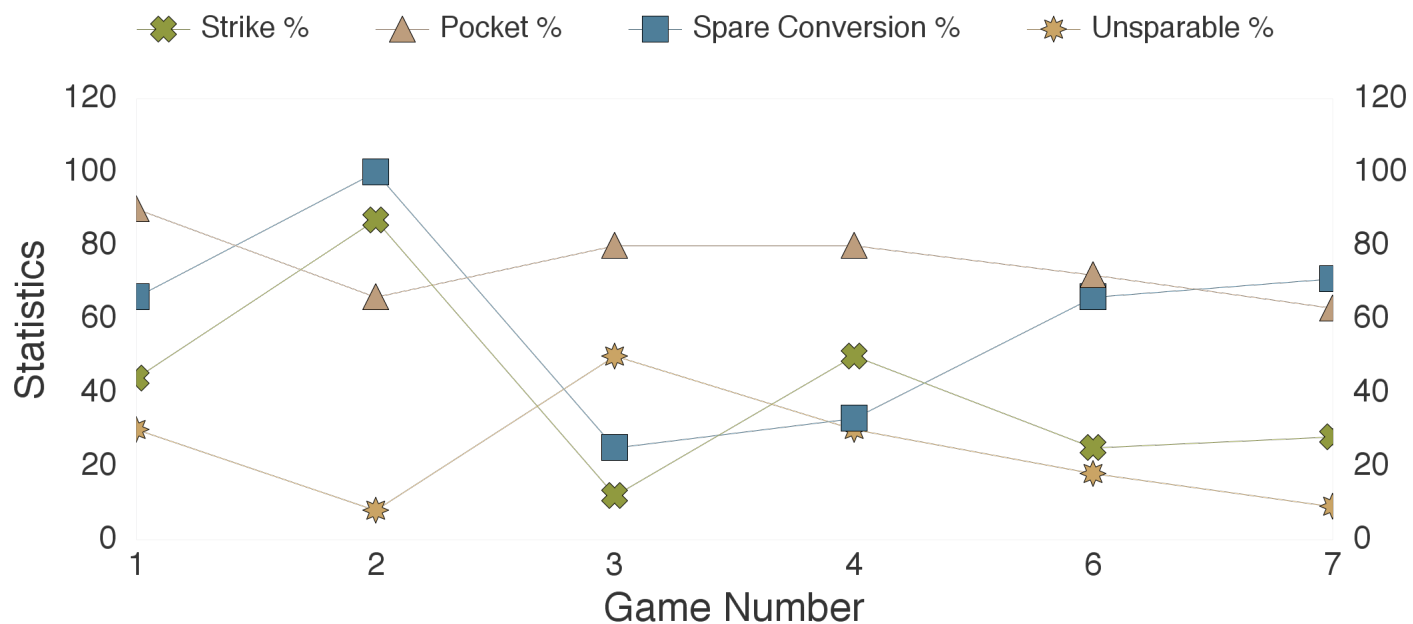 Strike % Pocket % Spare Conversion % Unsparable %
120 120
100 100
80 80
60 60
40 40
20 20
0 0
Statistics
1 2 3 4 6 7
Game Number